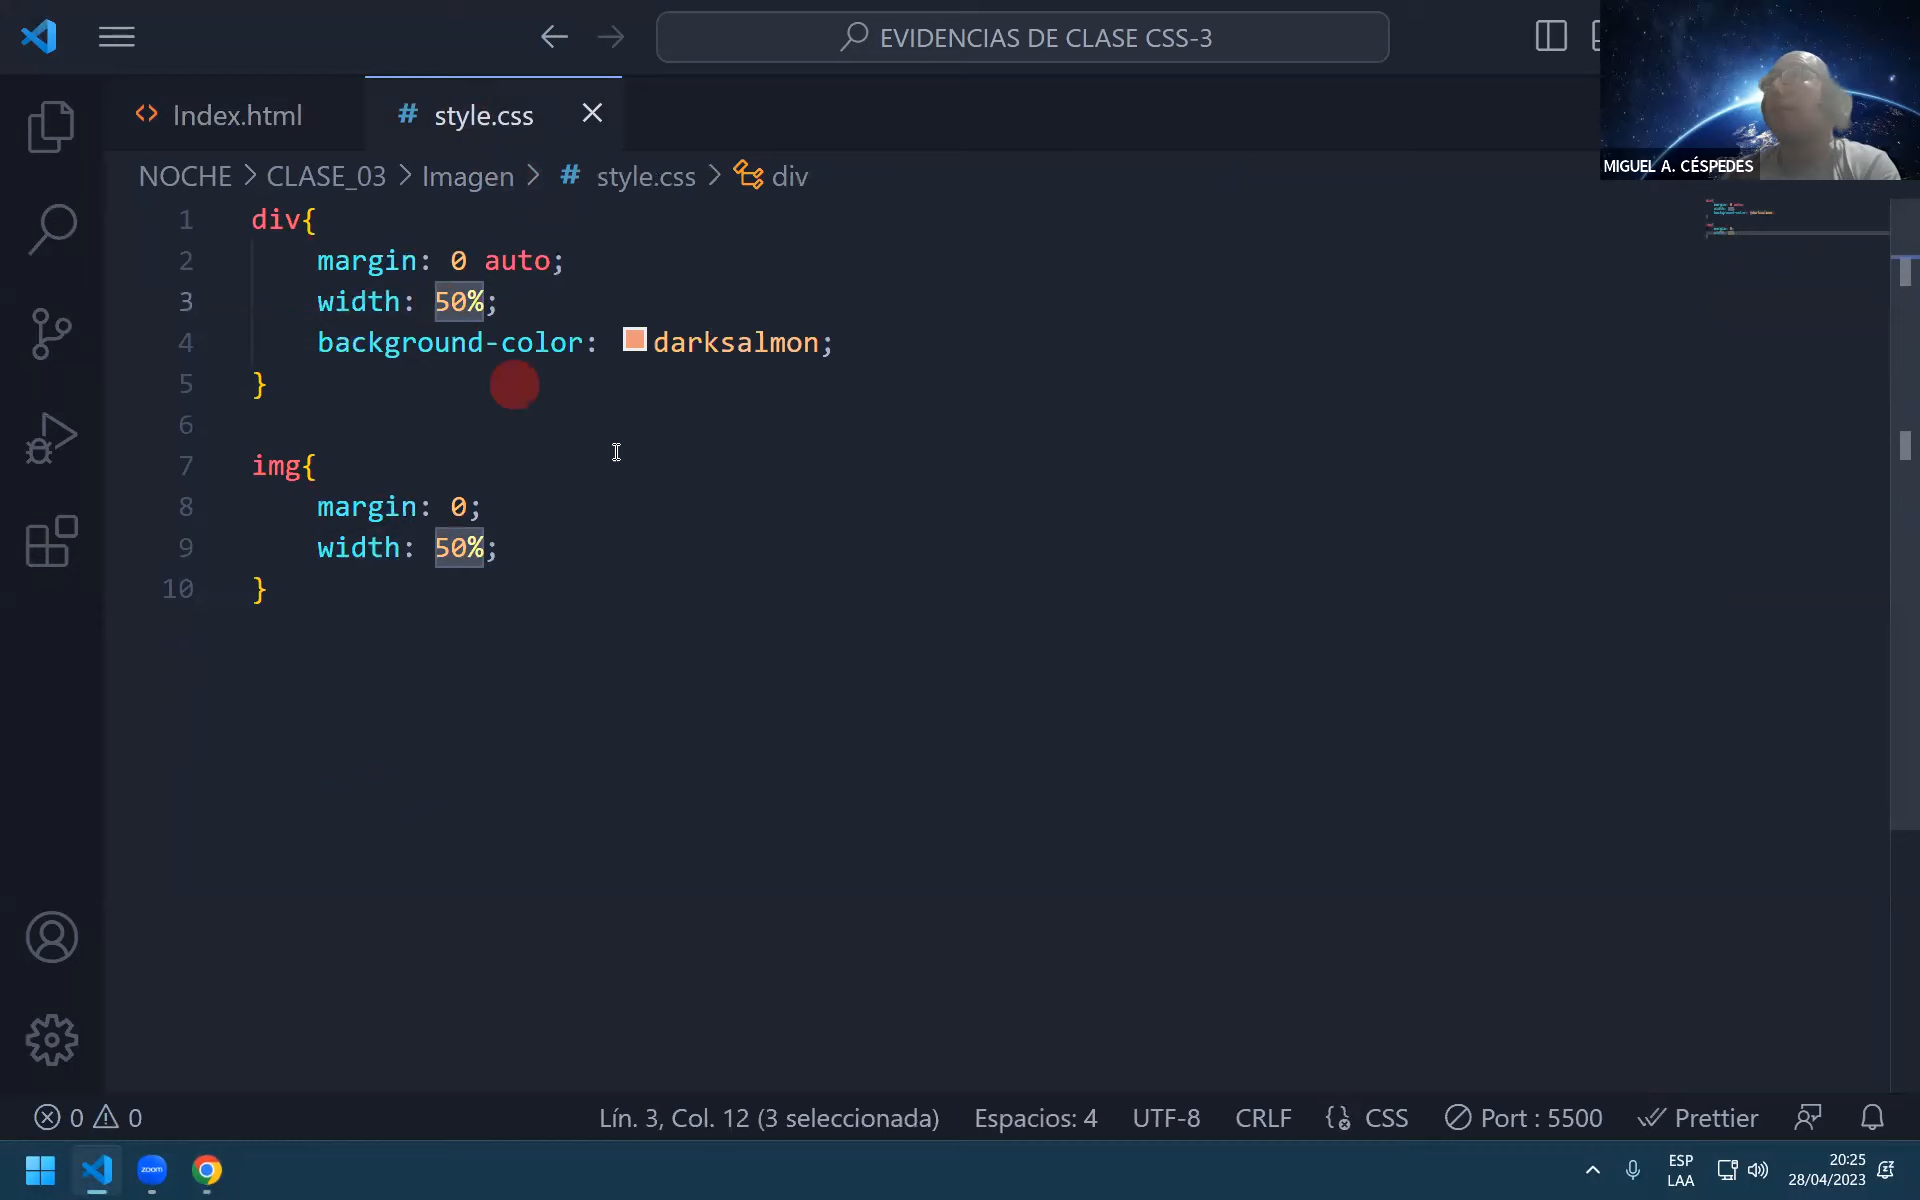 EVIDENCIAS DE CLASE CSS-3
MIGUEL A. CÉSPEDES
Index.html
# style.css
NOCHE > CLASE_03 > Imagen > # style.css > div
1 div{
2 margin: 0 auto;
3 width: 50%;
4 background-color: darksalmon;
5 }
6
7 img{
8 margin: 0;
9 width: 50%;
10 }
0 0 Lín. 3, Col. 12 (3 seleccionada) Espacios: 4 UTF-8 CRLF {} CSS Port : 5500 Prettier
zoom
ESP
LAA
20:25
28/04/2023